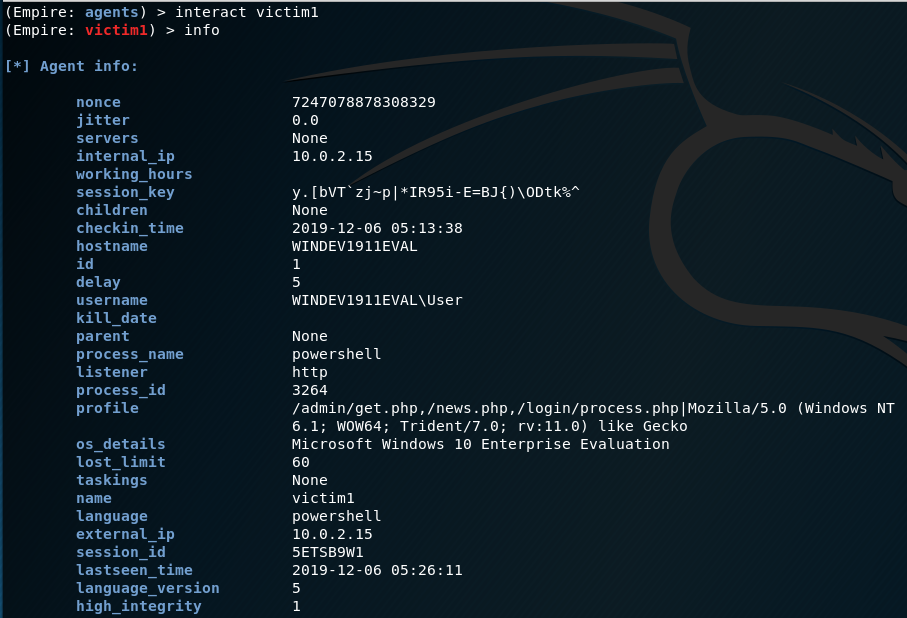 (Empire: agents) > interact victim1
(Empire: victim1) > info
[*] Agent info:
nonce 7247078878308329
jitter 0.0
servers None
internal_ip 10.0.2.15
working_hours
session_key y.[bVT`zj~p|*IR95i-E=BJ{)\ODtk%^
children None
checkin_time 2019-12-06 05:13:38
hostname WINDEV1911EVAL
id 1
delay 5
username WINDEV1911EVAL\User
kill_date
parent None
process_name powershell
listener http
process_id 3264
profile /admin/get.php,/news.php,/login/process.php|Mozilla/5.0 (Windows NT
6.1; WOW64; Trident/7.0; rv:11.0) like Gecko
os_details Microsoft Windows 10 Enterprise Evaluation
lost_limit 60
taskings None
name victim1
language powershell
external_ip 10.0.2.15
session_id 5ETSB9W1
lastseen_time 2019-12-06 05:26:11
language_version 5
high_integrity 1